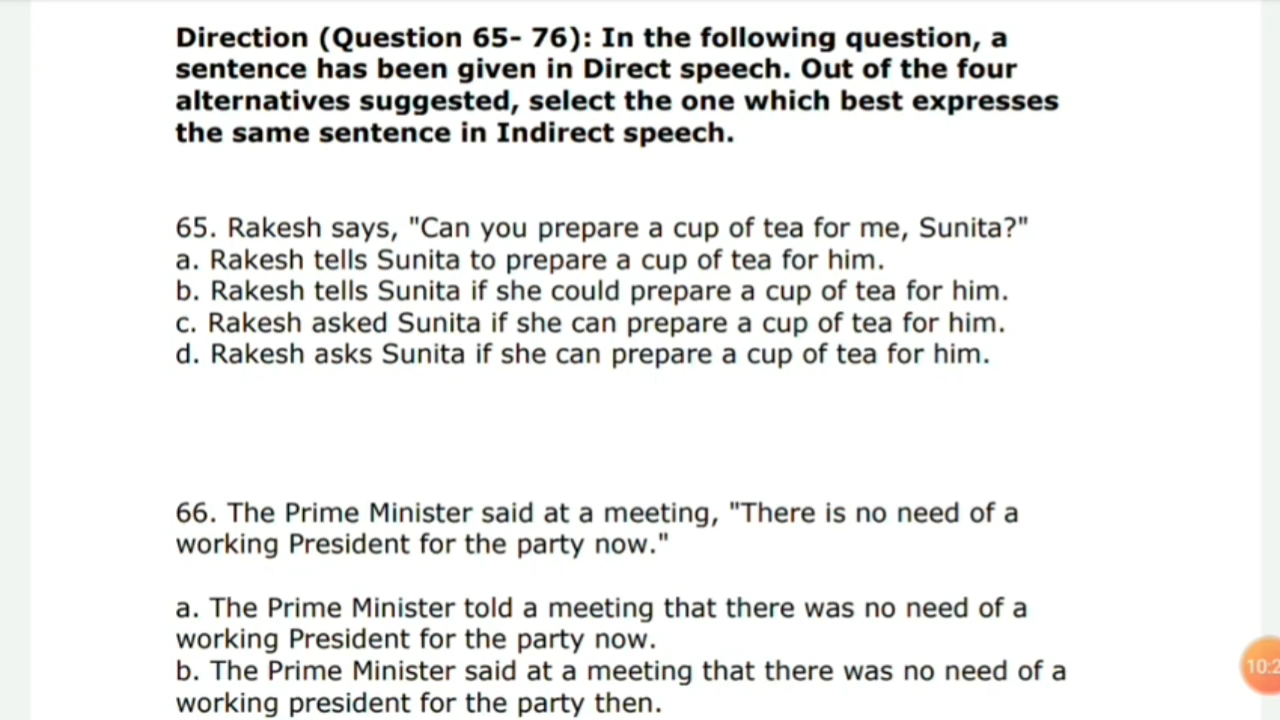 Direction (Question 65- 76): In the following question, a
sentence has been given in Direct speech. Out of the four
alternatives suggested, select the one which best expresses
the same sentence in Indirect speech.
65. Rakesh says, "Can you prepare a cup of tea for me, Sunita?"
a. Rakesh tells Sunita to prepare a cup of tea for him.
b. Rakesh tells Sunita if she could prepare a cup of tea for him.
c. Rakesh asked Sunita if she can prepare a cup of tea for him.
d. Rakesh asks Sunita if she can prepare a cup of tea for him.
66. The Prime Minister said at a meeting, "There is no need of a
working President for the party now."
a. The Prime Minister told a meeting that there was no need of a
working President for the party now.
b. The Prime Minister said at a meeting that there was no need of a
working president for the party then.